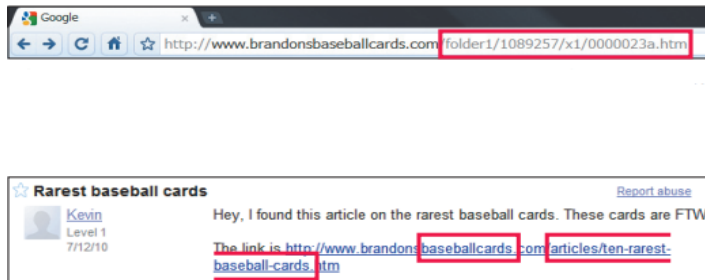 Google
http://www.brandonsbaseballcards.com/folder1/1089257/x1/0000023a.htm
Rarest baseball cards
Report abuse
Kevin
Hey, I found this article on the rarest baseball cards. These cards are FTW
Level 1
7/12/10
The link is http://www.brandonsbaseballcards.com/articles/ten-rarest-
baseball-cards.htm